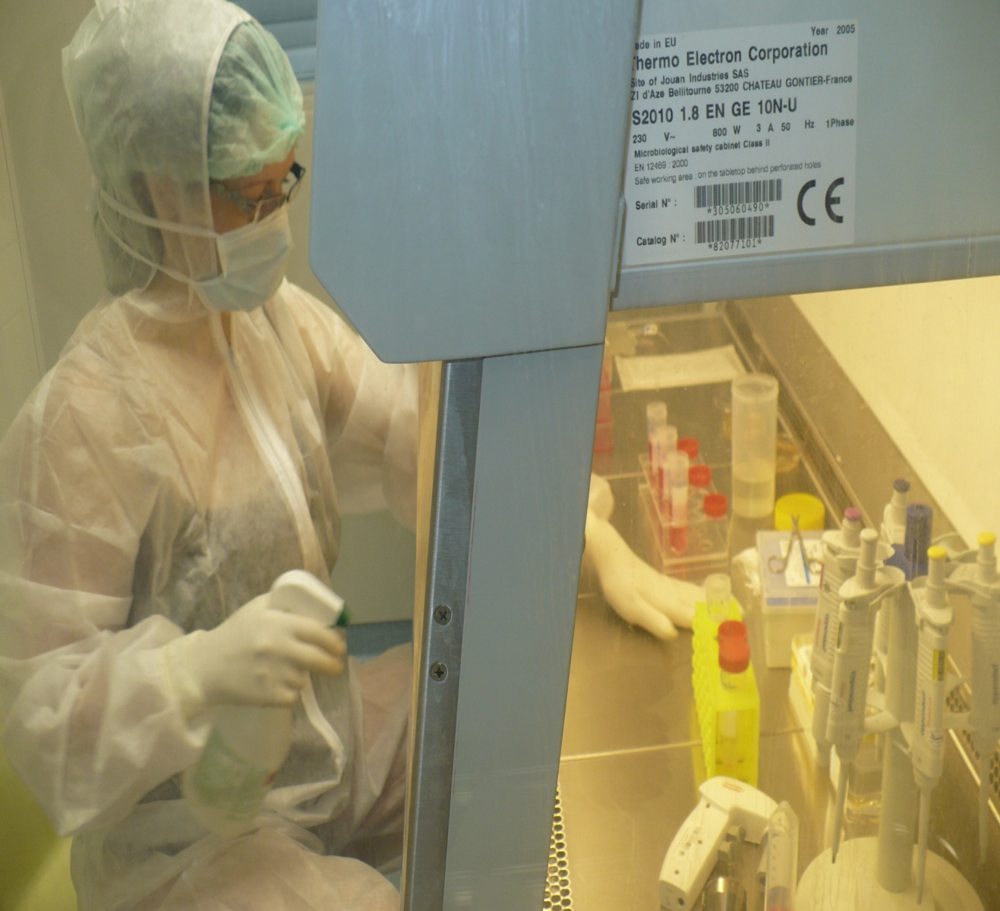 Year 2005
ade in EU
Thermo Electron Corporation
Site of Jouan Industries SAS
ZI d'Aze Bellitourne 53200 CHATEAU GONTIER-France
S2010 1.8 EN GE 10N-U
230 V~ 800 W 3 A 50 Hz 1Phase
Microbiological safety cabinet Class II
EN 12469 : 2000
Safe working area : on the tabletop behind perforated holes
Serial N° :
*305060490*
CE
Catalog N° :
*82077101*